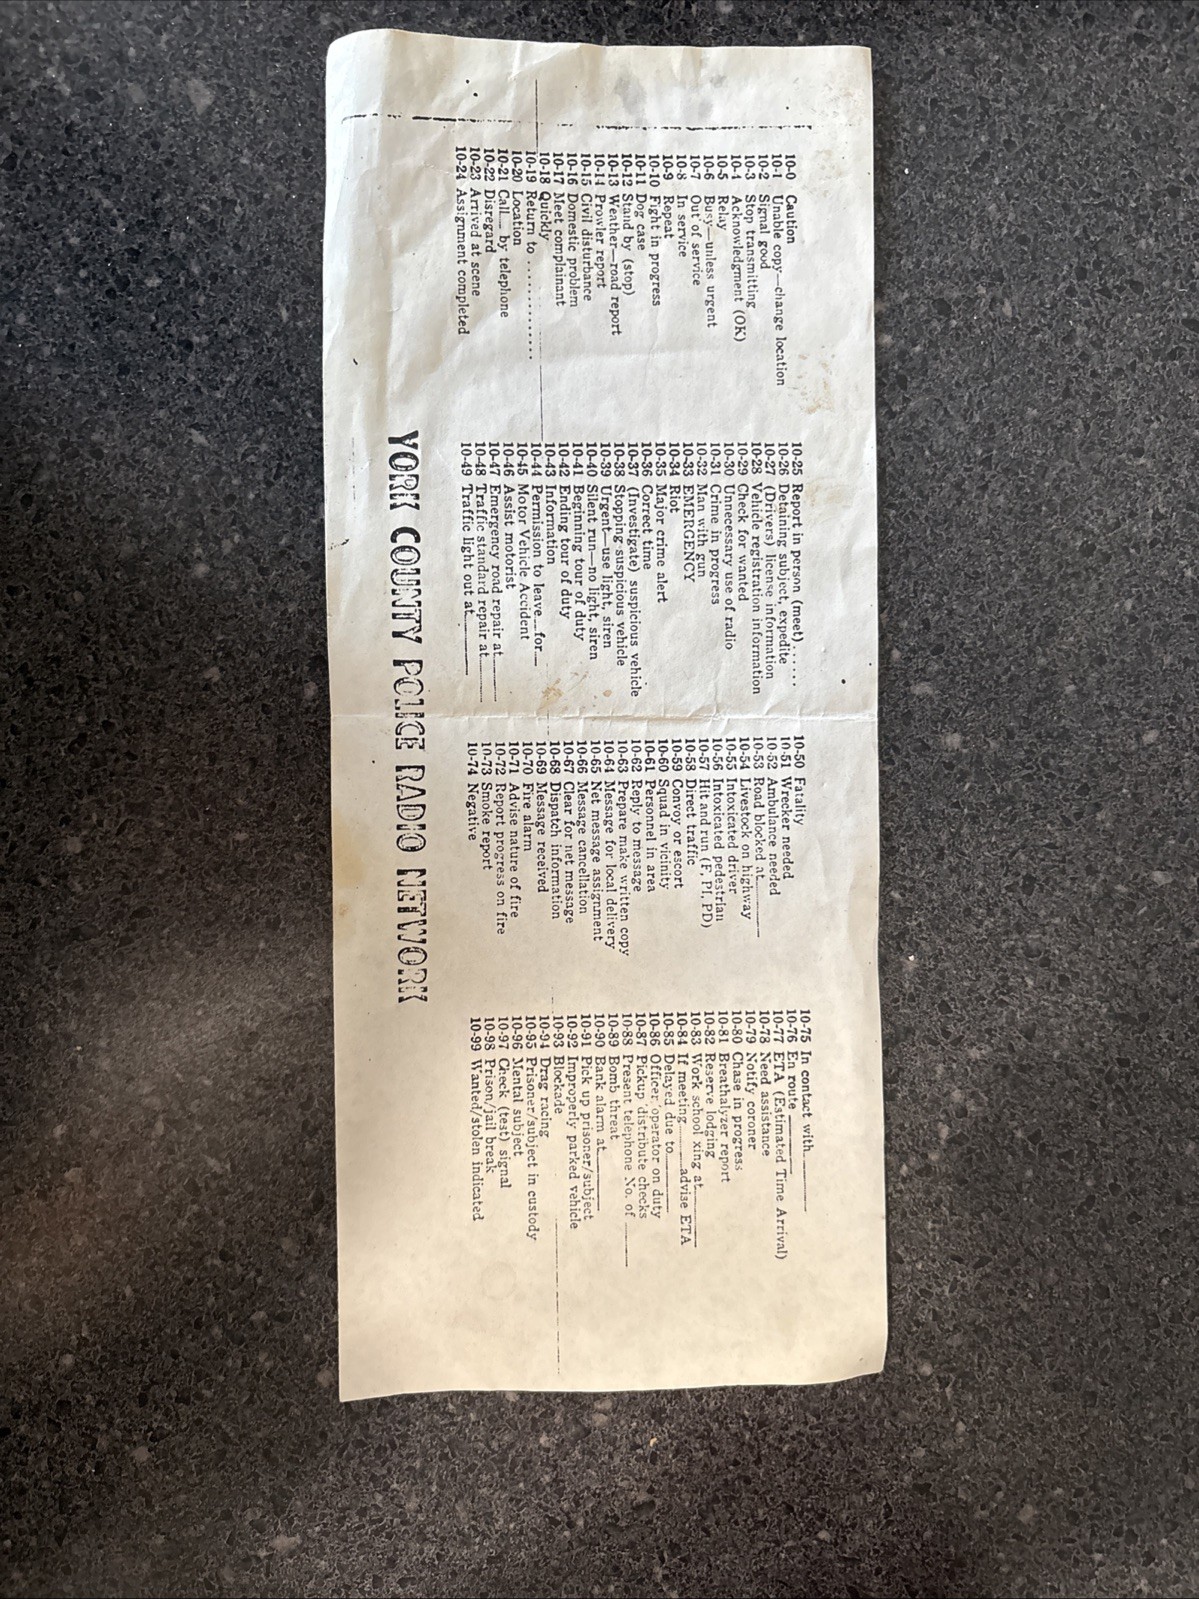 10-0 Caution
10-1 Unable copy—change location
10-2 Signal good
10-3 Stop transmitting
10-4 Acknowledgment (OK)
10-5 Relay
10-6 Busy—unless urgent
10-7 Out of service
10-8 In service
10-9 Repeat
10-10 Fight in progress
10-11 Dog case
10-12 Stand by (stop)
10-13 Weather—road report
10-14 Prowler report
10-15 Civil disturbance
10-16 Domestic problem
10-17 Meet complainant
10-18 Quickly
10-19 Return to ............
10-20 Location
10-21 Call__ by telephone
10-22 Disregard
10-23 Arrived at scene
10-24 Assignment completed
10-25 Report in person (meet)......
10-26 Detaining subject, expedite
10-27 (Drivers) license information
10-28 Vehicle registration information
10-29 Check for wanted
10-30 Unnecessary use of radio
10-31 Crime in progress
10-32 Man with gun
10-33 EMERGENCY
10-34 Riot
10-35 Major crime alert
10-36 Correct time
10-37 (Investigate) suspicious vehicle
10-38 Stopping suspicious vehicle
10-39 Urgent—use light, siren
10-40 Silent run—no light, siren
10-41 Beginning tour of duty
10-42 Ending tour of duty
10-43 Information
10-44 Permission to leave__for__
10-45 Motor Vehicle Accident
10-46 Assist motorist
10-47 Emergency road repair at______
10-48 Traffic standard repair at______
10-49 Traffic light out at________
10-50 Fatality
10-51 Wrecker needed
10-52 Ambulance needed
10-53 Road blocked at________
10-54 Livestock on highway
10-55 Intoxicated driver
10-56 Intoxicated pedestrian
10-57 Hit and run (F, PI, PD)
10-58 Direct traffic
10-59 Convoy or escort
10-60 Squad in vicinity
10-61 Personnel in area
10-62 Reply to message
10-63 Prepare make written copy
10-64 Message for local delivery
10-65 Net message assignment
10-66 Message cancellation
10-67 Clear for net message
10-68 Dispatch information
10-69 Message received
10-70 Fire alarm
10-71 Advise nature of fire
10-72 Report progress on fire
10-73 Smoke report
10-74 Negative
10-75 In contact with________
10-76 En route ________
10-77 ETA (Estimated Time Arrival)
10-78 Need assistance
10-79 Notify coroner
10-80 Chase in progress
10-81 Breathalyzer report
10-82 Reserve lodging
10-83 Work school xing at________
10-84 If meeting____advise ETA
10-85 Delayed due to________
10-86 Officer/operator on duty
10-87 Pickup distribute checks
10-88 Present telephone No. of ______
10-89 Bomb threat
10-90 Bank alarm at________
10-91 Pick up prisoner/subject
10-92 Improperly parked vehicle
10-93 Blockade
10-94 Drag racing
10-95 Prisoner/subject in custody
10-96 Mental subject
10-97 Check (test) signal
10-98 Prison/jail break
10-99 Wanted/stolen indicated
YORK COUNTY POLICE RADIO NETWORK